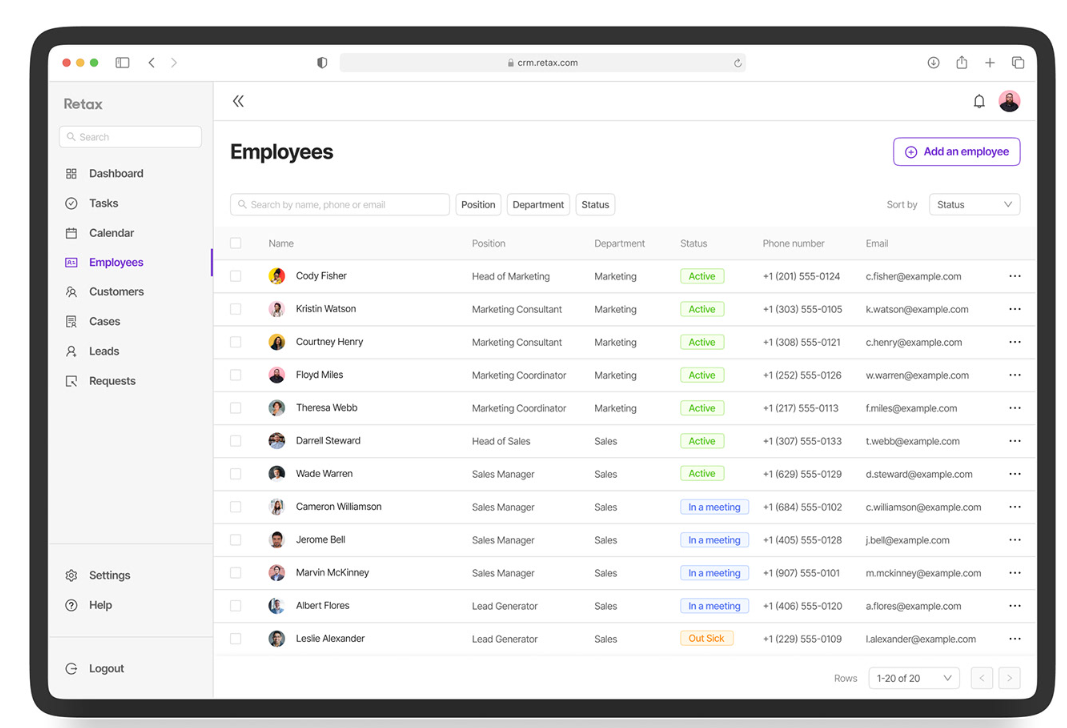 crm.retax.com
Retax
Search
Dashboard
Tasks
Calendar
Employees
Customers
Cases
Leads
Requests
Settings
Help
Logout
Employees
Add an employee
Search by name, phone or email Position Department Status Sort by Status
Name Position Department Status Phone number Email
Cody Fisher Head of Marketing Marketing Active +1 (201) 555-0124 c.fisher@example.com
Kristin Watson Marketing Consultant Marketing Active +1 (303) 555-0105 k.watson@example.com
Courtney Henry Marketing Consultant Marketing Active +1 (308) 555-0121 c.henry@example.com
Floyd Miles Marketing Coordinator Marketing Active +1 (252) 555-0126 w.warren@example.com
Theresa Webb Marketing Coordinator Marketing Active +1 (217) 555-0113 f.miles@example.com
Darrell Steward Head of Sales Sales Active +1 (307) 555-0133 t.webb@example.com
Wade Warren Sales Manager Sales Active +1 (629) 555-0129 d.steward@example.com
Cameron Williamson Sales Manager Sales In a meeting +1 (684) 555-0102 c.williamson@example.com
Jerome Bell Sales Manager Sales In a meeting +1 (405) 555-0128 j.bell@example.com
Marvin McKinney Sales Manager Sales In a meeting +1 (907) 555-0101 m.mckinney@example.com
Albert Flores Lead Generator Sales In a meeting +1 (406) 555-0120 a.flores@example.com
Leslie Alexander Lead Generator Sales Out Sick +1 (229) 555-0109 l.alexander@example.com
Rows 1-20 of 20